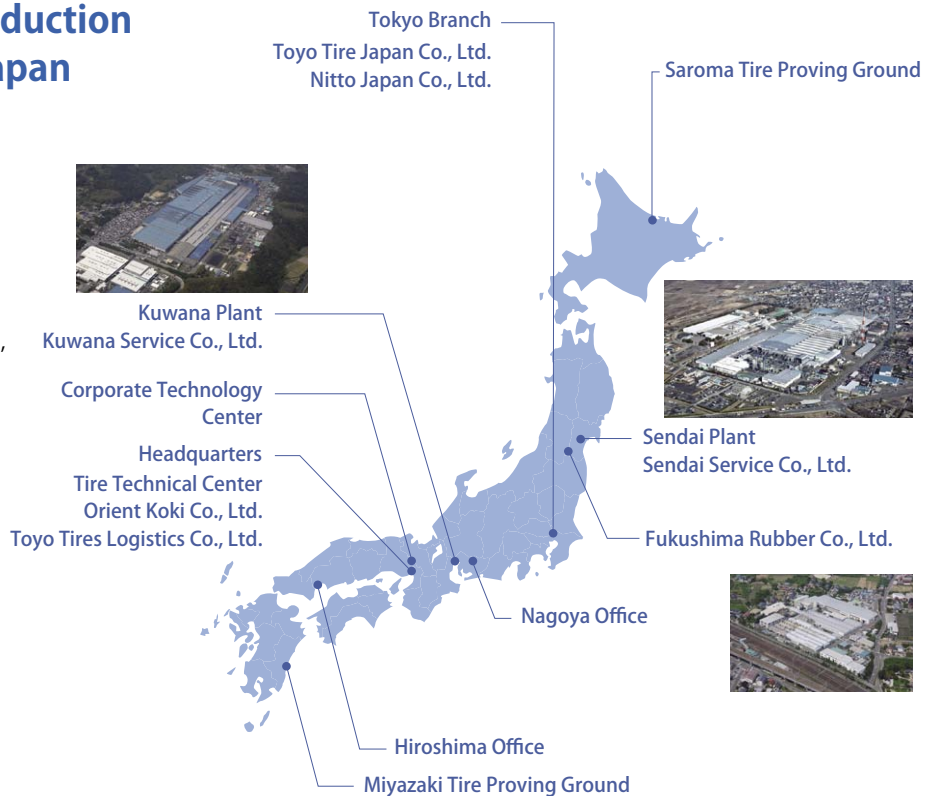 duction
apan
Tokyo Branch
Toyo Tire Japan Co., Ltd.
Nitto Japan Co., Ltd.
Saroma Tire Proving Ground
Kuwana Plant
Kuwana Service Co., Ltd.
,
Corporate Technology
Center
Headquarters
Tire Technical Center
Orient Koki Co., Ltd.
Toyo Tires Logistics Co., Ltd.
Sendai Plant
Sendai Service Co., Ltd.
Fukushima Rubber Co., Ltd.
Nagoya Office
Hiroshima Office
Miyazaki Tire Proving Ground